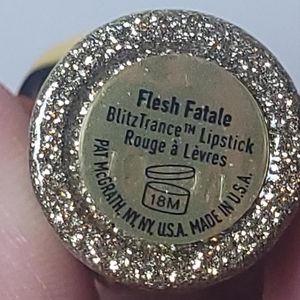 Flesh Fatale
BlitzTrance™ Lipstick
Rouge à Lèvres
18M
PAT McGRATH, NY, NY, U.S.A. MADE IN U.S.A.